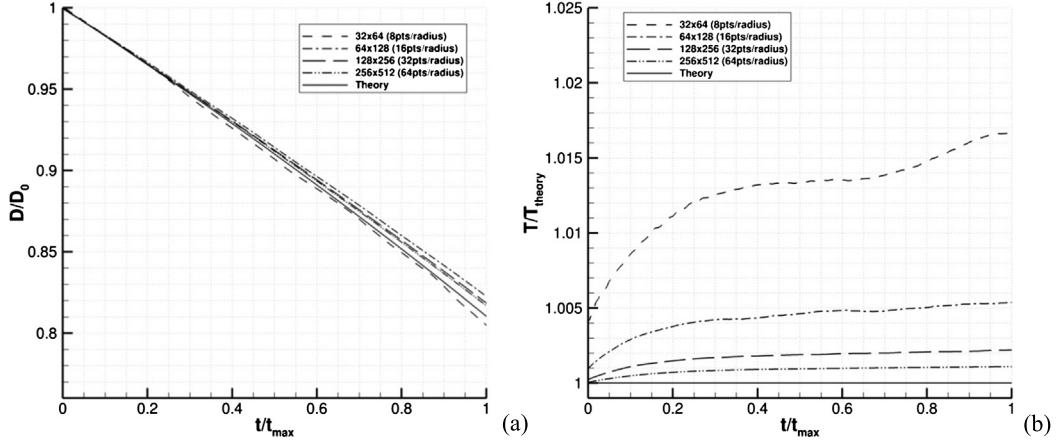 1
0.95
0.9
0.85
0.8
D/D0
0
0.2
0.4
0.6
0.8
1
t/tmax
32x64 (8pts/radius)
64x128 (16pts/radius)
128x256 (32pts/radius)
256x512 (64pts/radius)
Theory
(a)
1.025
1.02
1.015
1.01
1.005
1
T/Ttheory
0
0.2
0.4
0.6
0.8
1
t/tmax
32x64 (8pts/radius)
64x128 (16pts/radius)
128x256 (32pts/radius)
256x512 (64pts/radius)
Theory
(b)